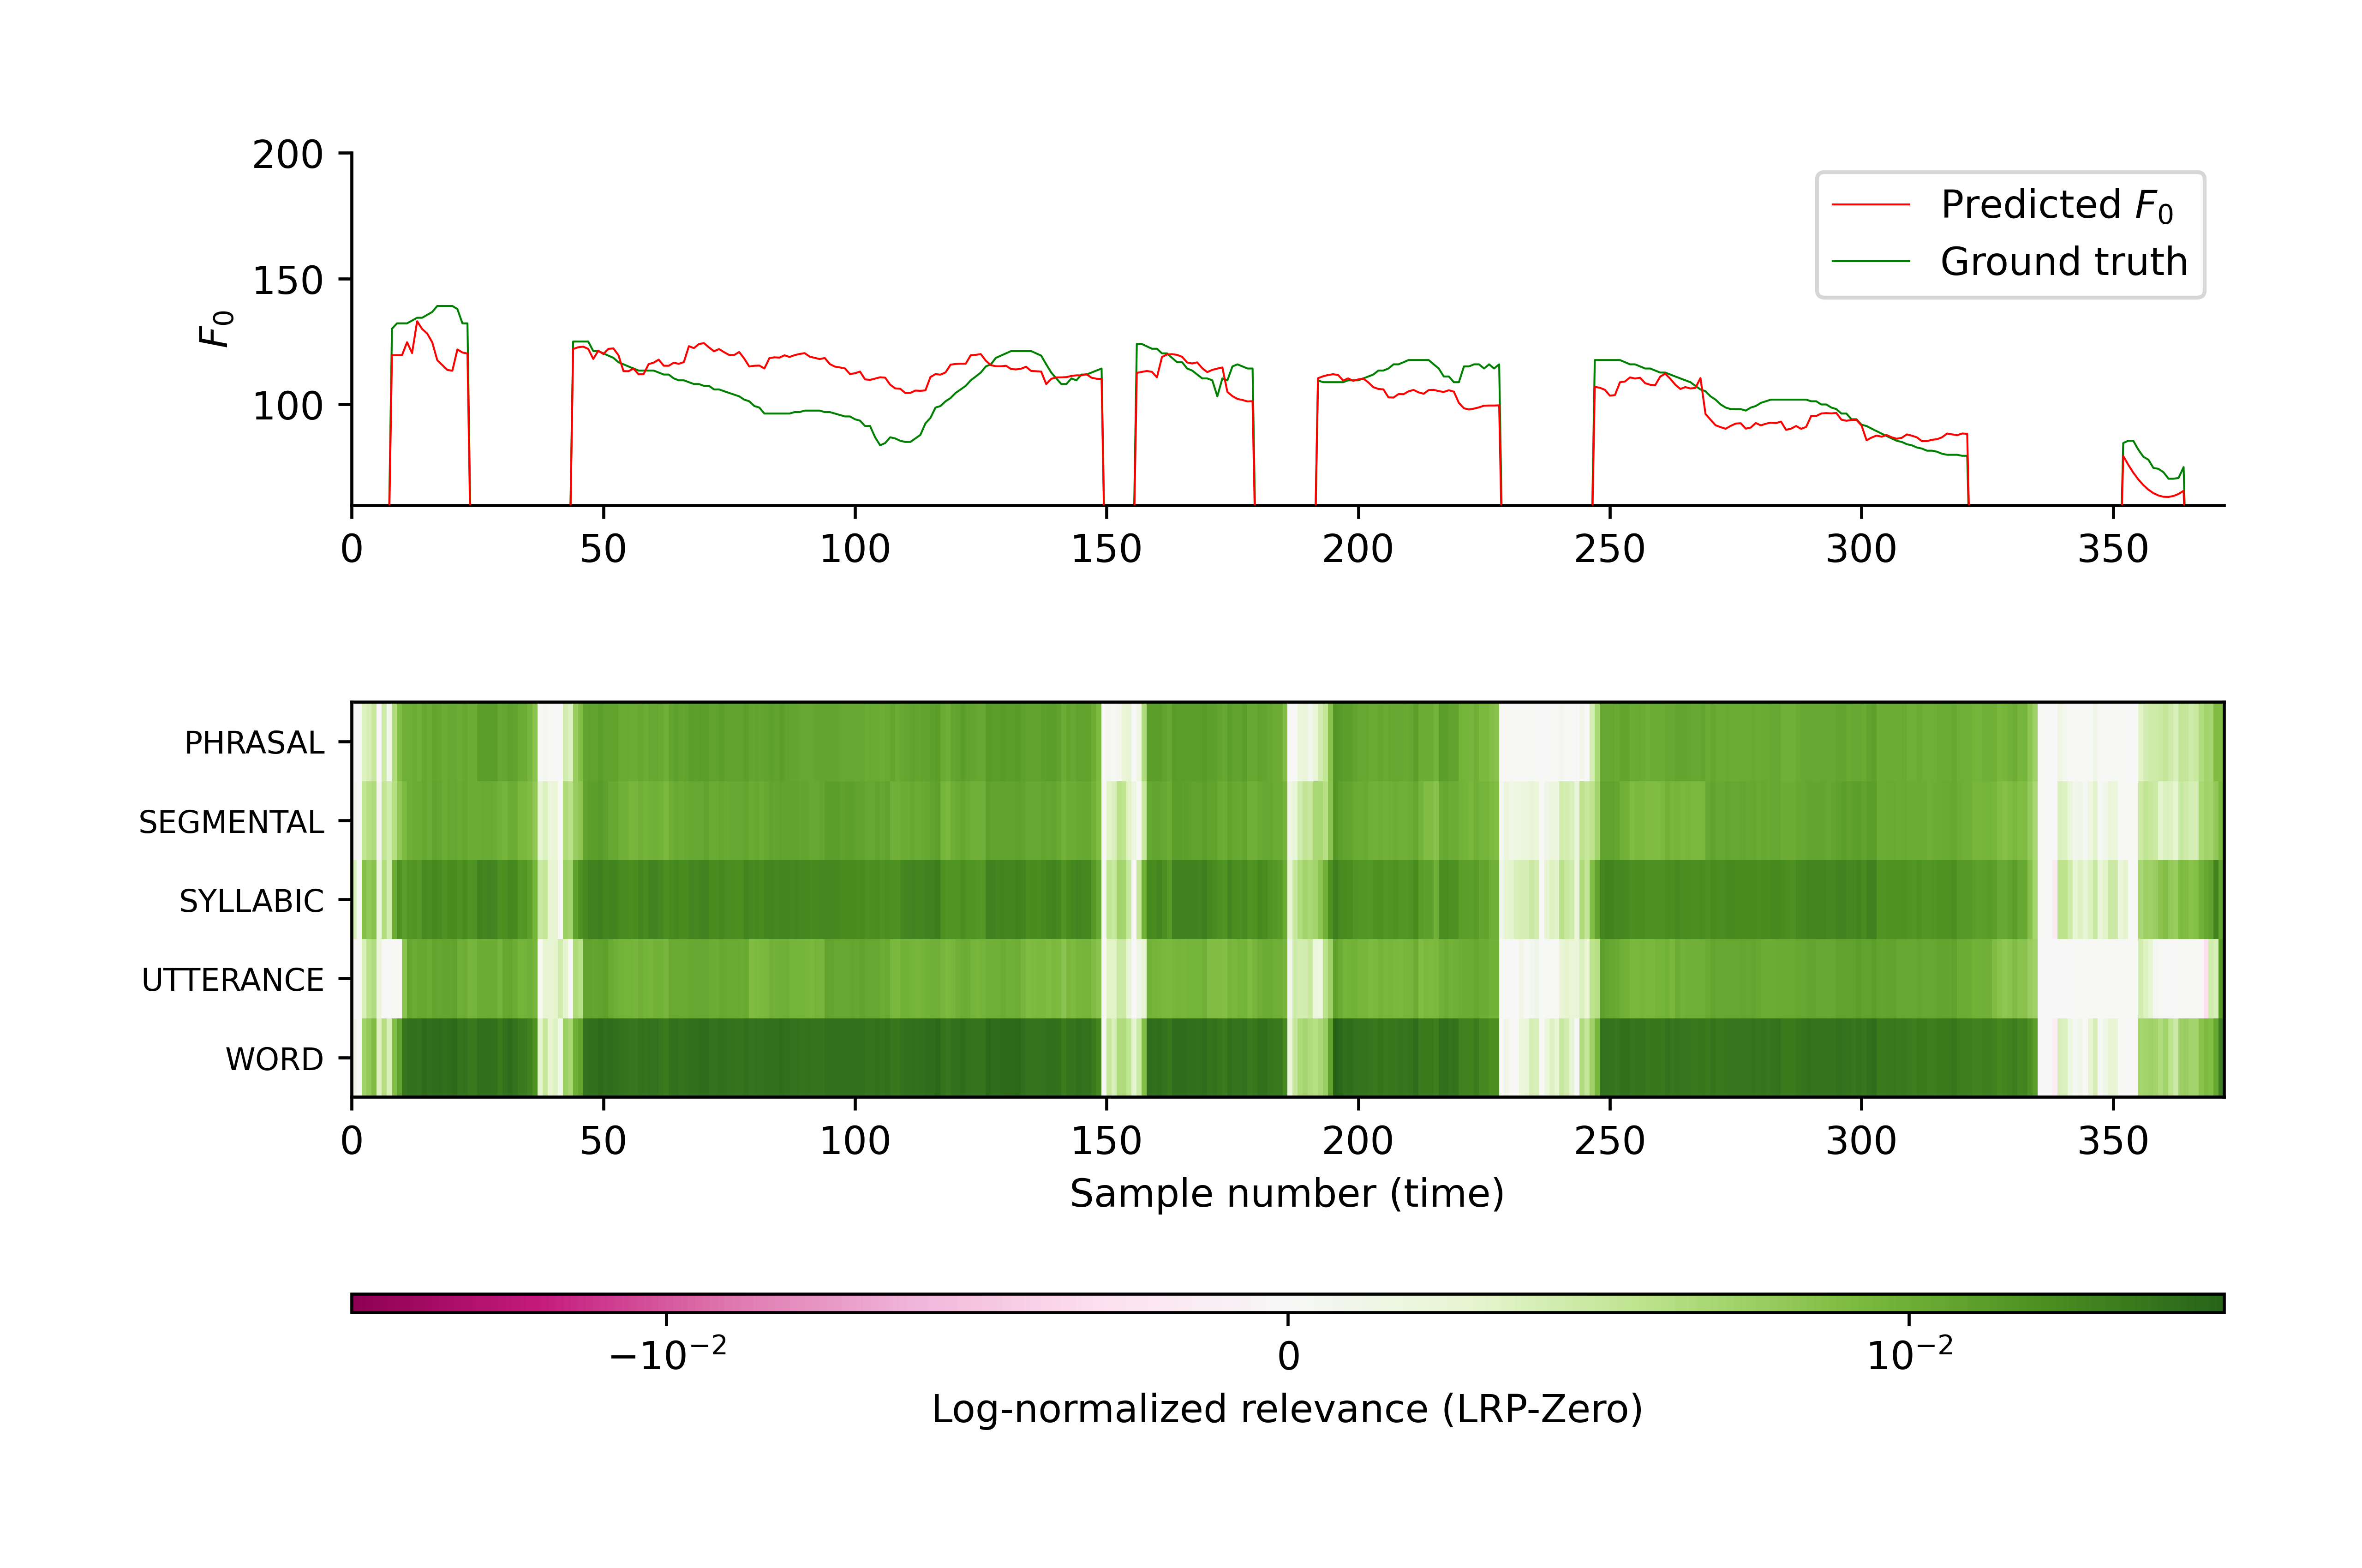 200
150
100
F₀
Predicted F₀
Ground truth
0 50 100 150 200 250 300 350
PHRASAL
SEGMENTAL
SYLLABIC
UTTERANCE
WORD
0 50 100 150 200 250 300 350
Sample number (time)
−10⁻² 0 10⁻²
Log-normalized relevance (LRP-Zero)